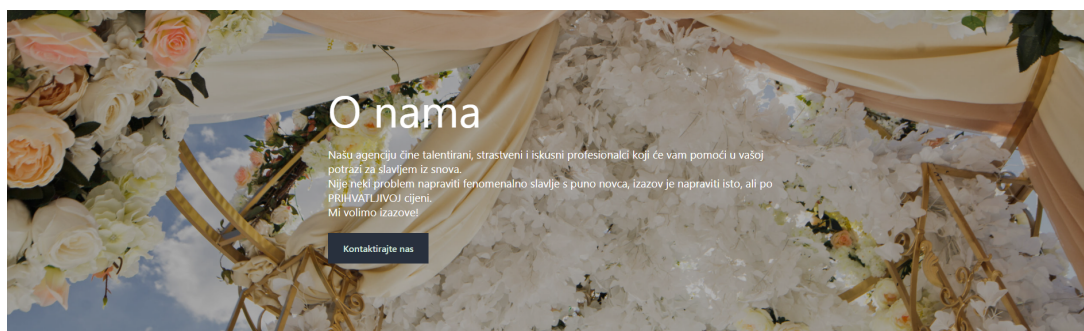 O nama
Našu agenciju čine talentirani, strastveni i iskusni profesionalci koji će vam pomoći u vašoj
potrazi za slavljem iz snova.
Nije neki problem napraviti fenomenalno slavlje s puno novca, izazov je napraviti isto, ali po
PRIHVATLJIVOJ cijeni.
Mi volimo izazove!
Kontaktirajte nas